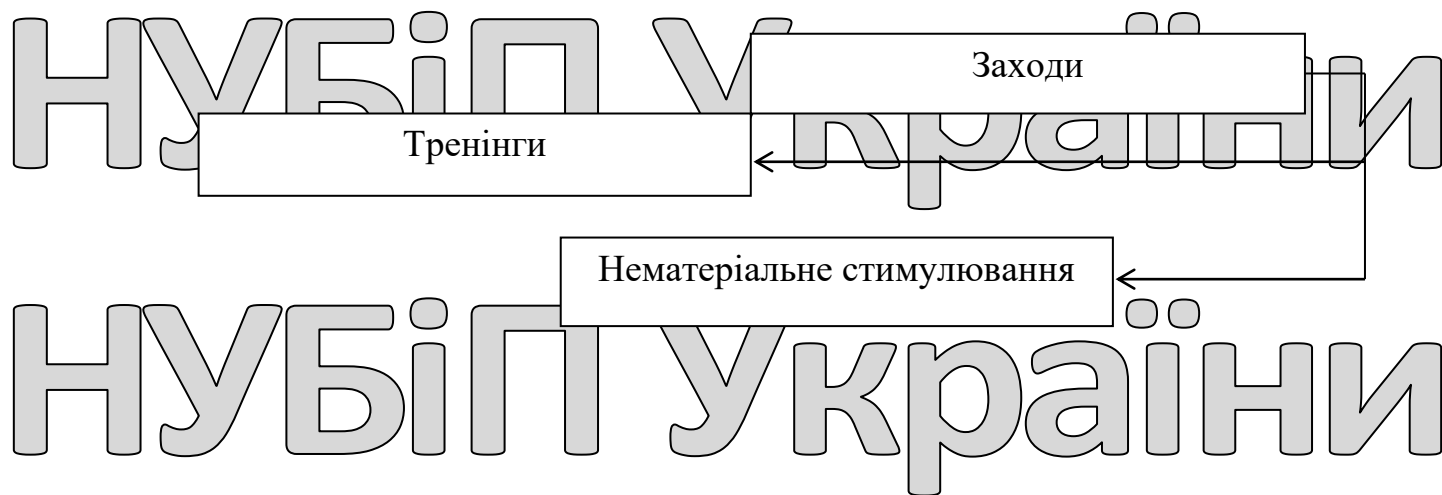 НУБіП України
Заходи
Тренінги
Нематеріальне стимулювання
НУБіП України